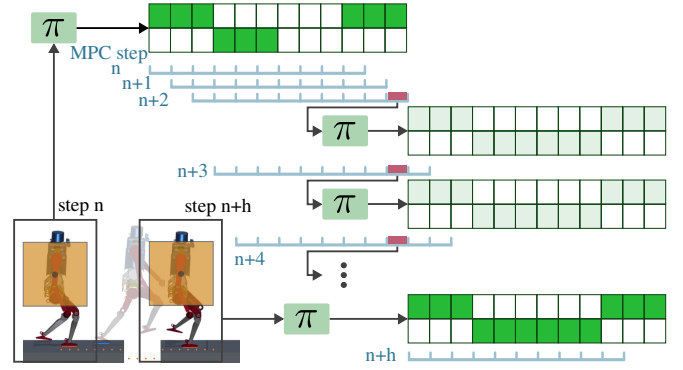 π
MPC step
n
n+1
n+2
π
n+3
π
step n
step n+h
n+4
π
n+h